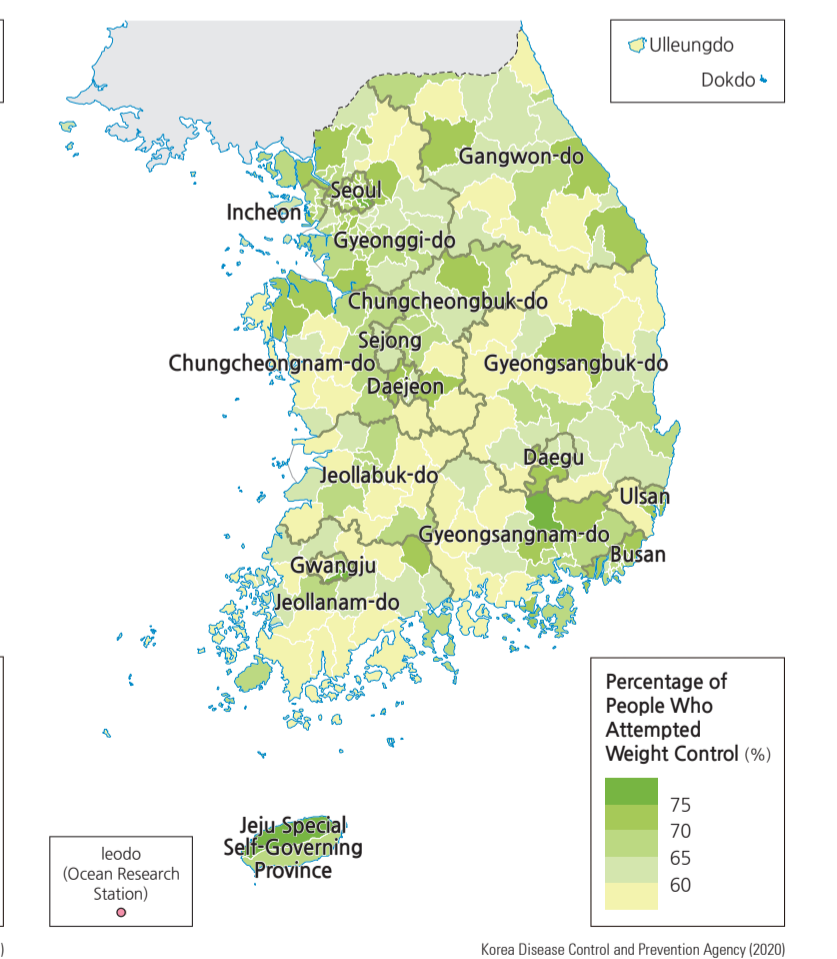 Ulleungdo
Dokdo
Gangwon-do
Seoul
Incheon
Gyeonggi-do
Chungcheongbuk-do
Sejong
Chungcheongnam-do
Gyeongsangbuk-do
Daejeon
Daegu
Jeollabuk-do
Ulsan
Gyeongsangnam-do
Busan
Gwangju
Jeollanam-do
Percentage of
People Who
Attempted
Weight Control (%)
75
70
65
60
Jeju Special
Self-Governing
Province
Ieodo
(Ocean Research
Station)
)
Korea Disease Control and Prevention Agency (2020)